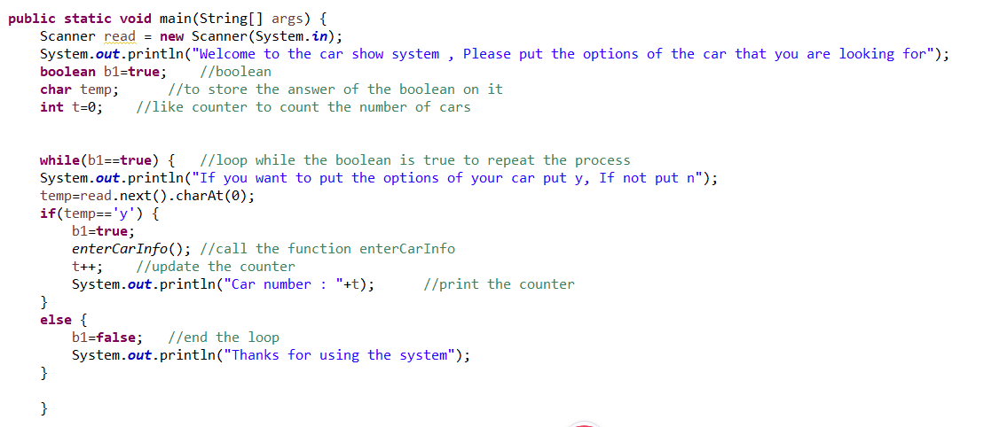 public static void main(String[] args) {
Scanner read = new Scanner(System.in);
System.out.println("Welcome to the car show system , Please put the options of the car that you are looking for");
boolean b1=true;    //boolean
char temp;      //to store the answer of the boolean on it
int t=0;    //like counter to count the number of cars
while(b1==true) {   //loop while the boolean is true to repeat the process
System.out.println("If you want to put the options of your car put y, If not put n");
temp=read.next().charAt(0);
if(temp=='y') {
b1=true;
enterCarInfo(); //call the function enterCarInfo
t++;    //update the counter
System.out.println("Car number : "+t);      //print the counter
}
else {
b1=false;   //end the loop
System.out.println("Thanks for using the system");
}
}